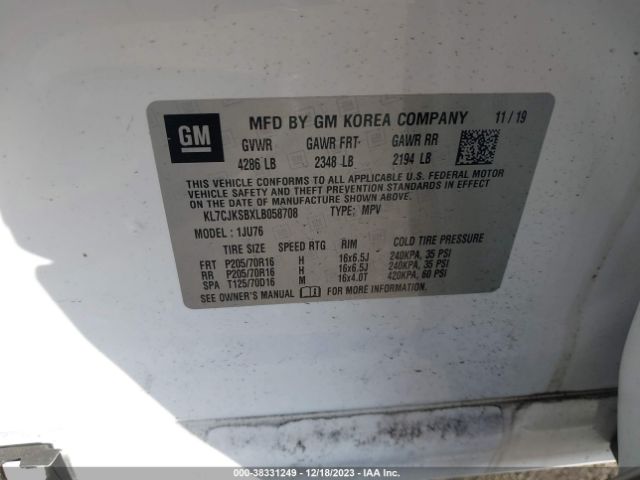 GM
MFD BY GM KOREA COMPANY 11 / 19
GVWR GAWR FRT GAWR RR
4286 LB 2348 LB 2194 LB
THIS VEHICLE CONFORMS TO ALL APPLICABLE U.S. FEDERAL MOTOR
VEHICLE SAFETY AND THEFT PREVENTION STANDARDS IN EFFECT ON
THE DATE OF MANUFACTURE SHOWN ABOVE.
KL7CJKSBXLB058708 TYPE: MPV
MODEL : 1JU76
TIRE SIZE SPEED RTG RIM COLD TIRE PRESSURE
FRT P205/70R16 H 16x6.5J 240KPA, 35 PSI
RR P205/70R16 H 16x6.5J 240KPA, 35 PSI
SPA T125/70D16 M 16x4.0T 420KPA, 60 PSI
SEE OWNER'S MANUAL FOR MORE INFORMATION.
000-38331249 - 12/18/2023 - IAA Inc.